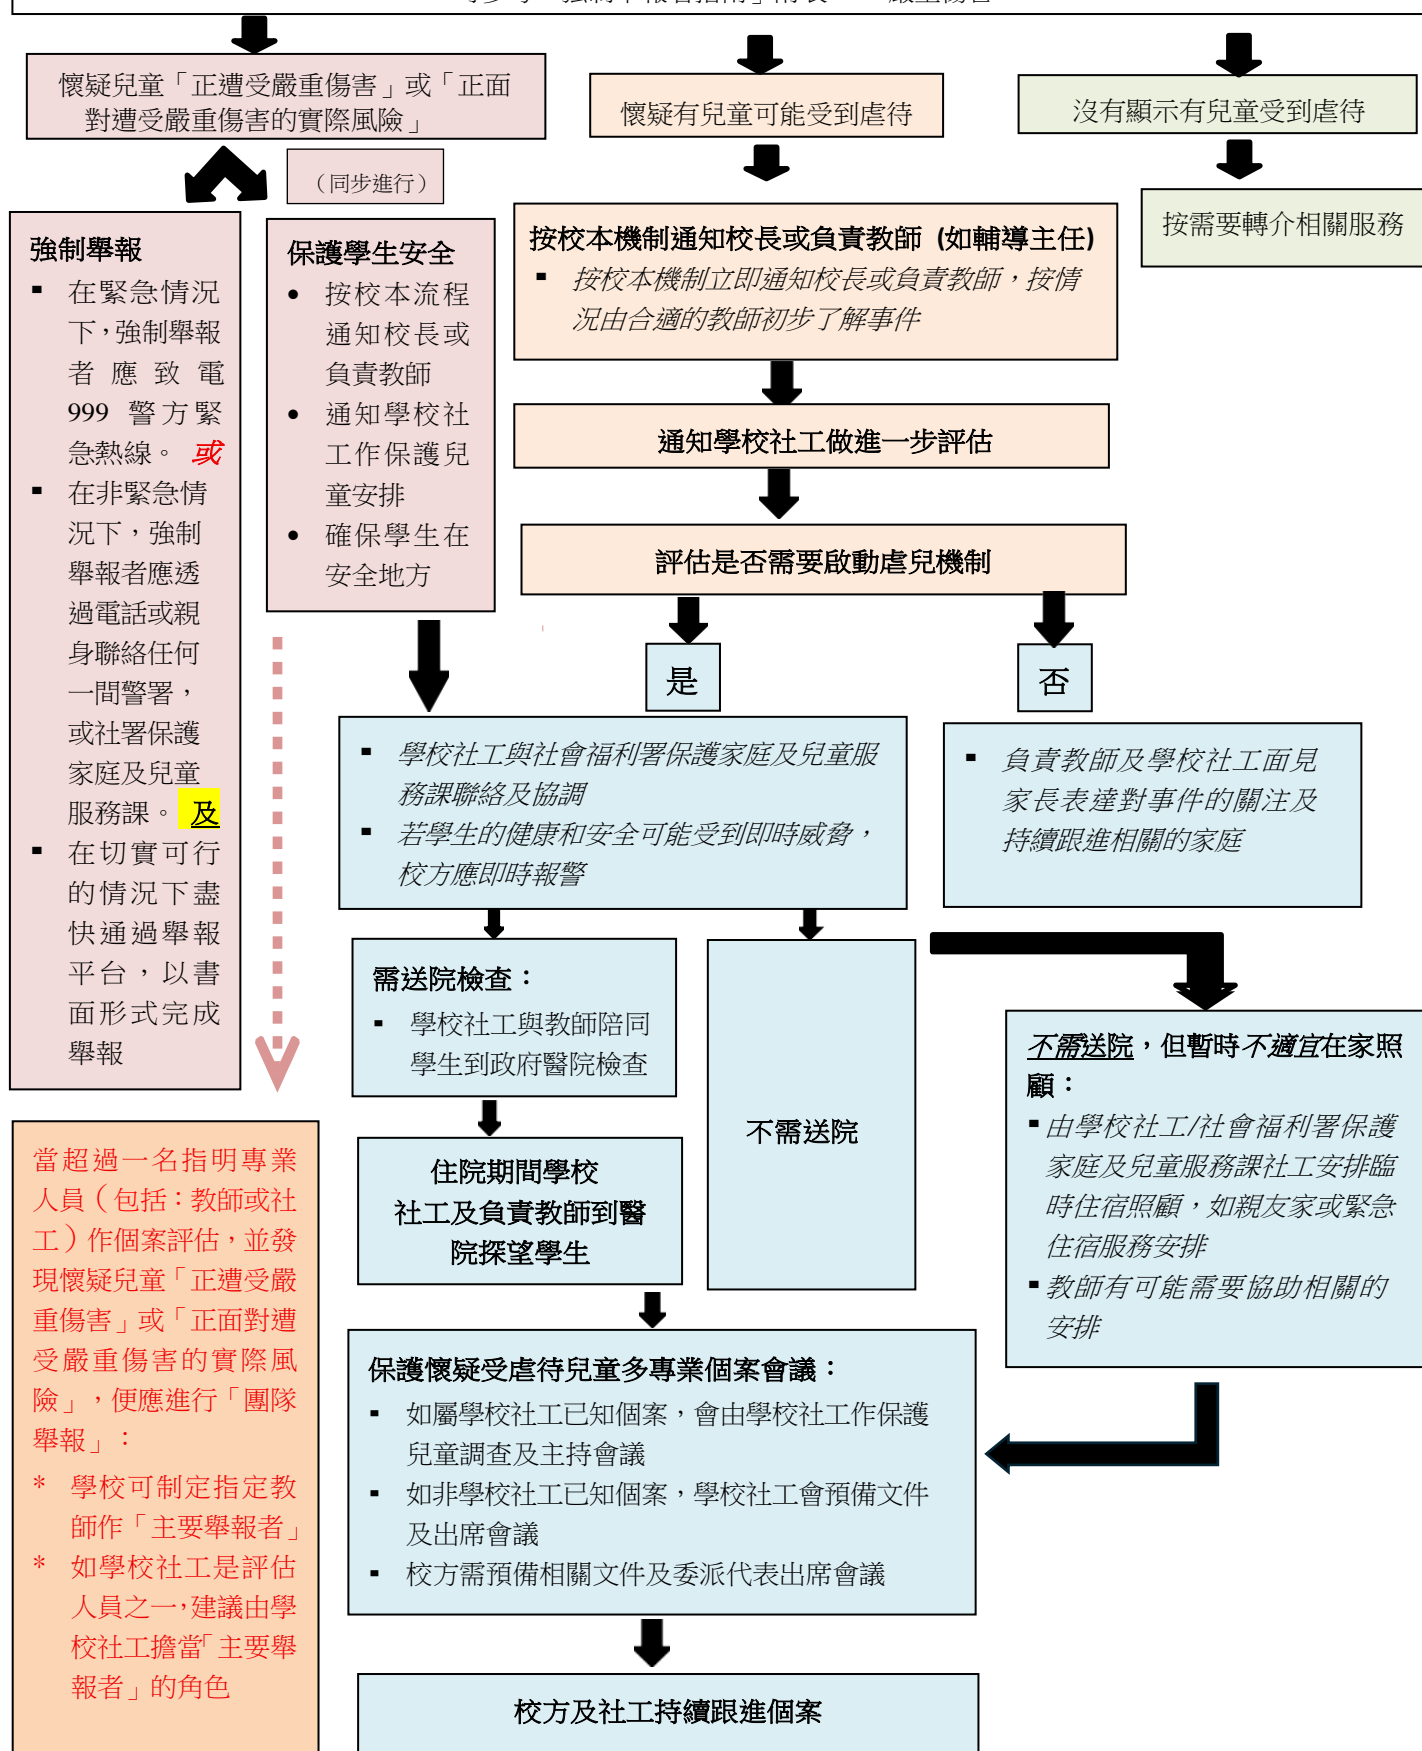 懷疑兒童「正遭受嚴重傷害」或「正面
對遭受嚴重傷害的實際風險」
懷疑有兒童可能受到虐待
沒有顯示有兒童受到虐待
（同步進行）
按需要轉介相關服務
強制舉報
▪ 在緊急情況
下，強制舉報
者應致電
999 警方緊
急熱線。 或
▪ 在非緊急情
況下，強制
舉報者應透
過電話或親
身聯絡任何
一間警署，
或社署保護
家庭及兒童
服務課。 及
▪ 在切實可行
的情況下盡
快通過舉報
平台，以書
面形式完成
舉報
保護學生安全
• 按校本流程
通知校長或
負責教師
• 通知學校社
工作保護兒
童安排
• 確保學生在
安全地方
按校本機制通知校長或負責教師 (如輔導主任)
▪ 按校本機制立即通知校長或負責教師，按情
況由合適的教師初步了解事件
通知學校社工做進一步評估
評估是否需要啟動虐兒機制
是
否
▪ 學校社工與社會福利署保護家庭及兒童服
務課聯絡及協調
▪ 若學生的健康和安全可能受到即時威脅，
校方應即時報警
▪ 負責教師及學校社工面見
家長表達對事件的關注及
持續跟進相關的家庭
需送院檢查：
▪ 學校社工與教師陪同
學生到政府醫院檢查
不需送院
不需送院，但暫時不適宜在家照
顧：
▪ 由學校社工/社會福利署保護
家庭及兒童服務課社工安排臨
時住宿照顧，如親友家或緊急
住宿服務安排
▪ 教師有可能需要協助相關的
安排
住院期間學校
社工及負責教師到醫
院探望學生
當超過一名指明專業
人員（包括：教師或社
工）作個案評估，並發
現懷疑兒童「正遭受嚴
重傷害」或「正面對遭
受嚴重傷害的實際風
險」，便應進行「團隊
舉報」：
* 學校可制定指定教
師作「主要舉報者」
* 如學校社工是評估
人員之一，建議由學
校社工擔當「主要舉
報者」的角色
保護懷疑受虐待兒童多專業個案會議：
▪ 如屬學校社工已知個案，會由學校社工作保護
兒童調查及主持會議
▪ 如非學校社工已知個案，學校社工會預備文件
及出席會議
▪ 校方需預備相關文件及委派代表出席會議
校方及社工持續跟進個案